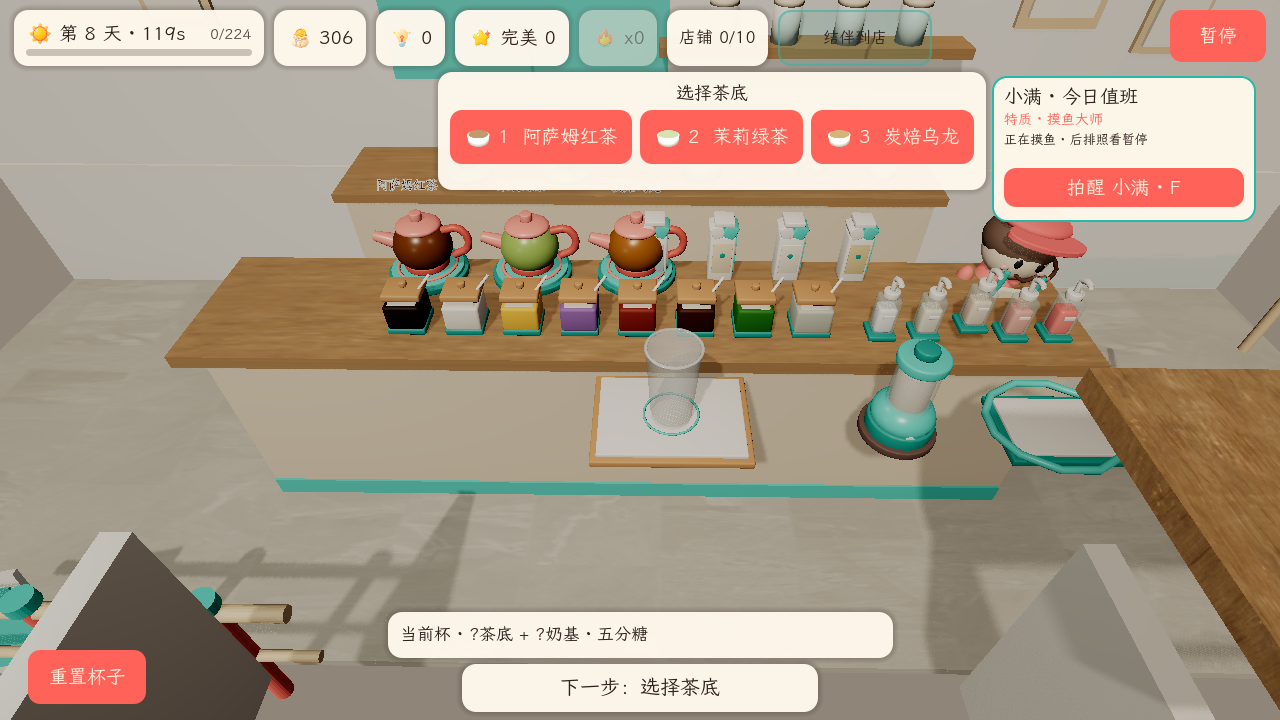 第 8 天·119s
0/224
306
0
完美 0
x0
店铺 0/10
结伴到店
暂停
选择茶底
1 阿萨姆红茶
2 茉莉绿茶
3 炭焙乌龙
小满·今日值班
特质·摸鱼大师
正在摸鱼·后排照看暂停
拍醒 小满·F
阿萨姆红茶
当前杯·?茶底 + ?奶基·五分糖
重置杯子
下一步: 选择茶底